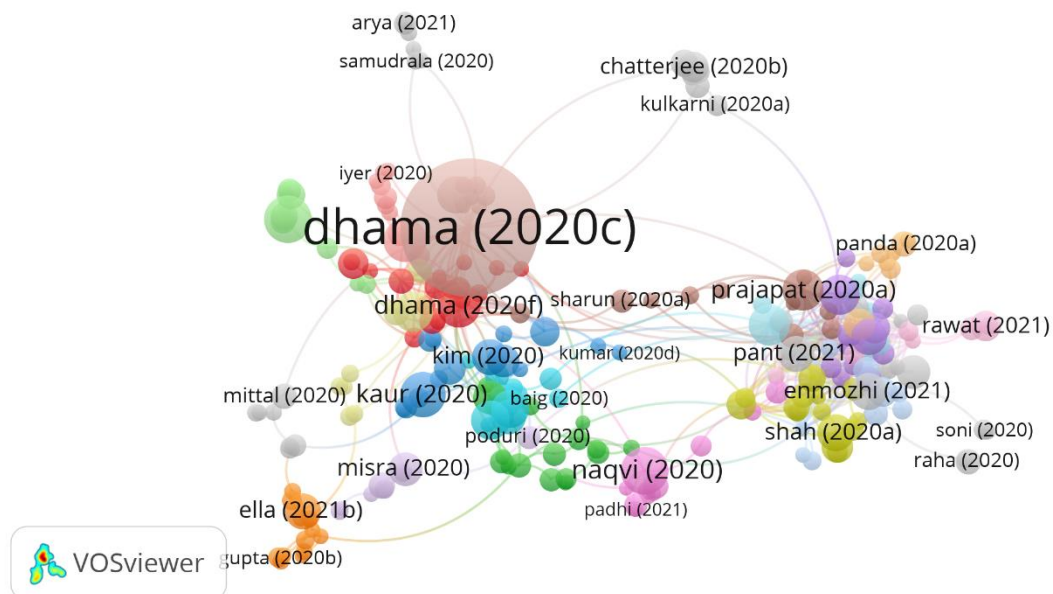 arya (2021)
samudrala (2020)
chatterjee (2020b)
kulkarni (2020a)
iyer (2020)
dhama (2020c)
panda (2020a)
prajapat (2020a)
dhama (2020f)
sharun (2020a)
rawat (2021)
kim (2020)
kumar (2020d)
pant (2021)
mittal (2020)
kaur (2020)
baig (2020)
enmozhi (2021)
poduri (2020)
shah (2020a)
soni (2020)
misra (2020)
naqvi (2020)
raha (2020)
ella (2021b)
padhi (2021)
gupta (2020b)
VOSviewer